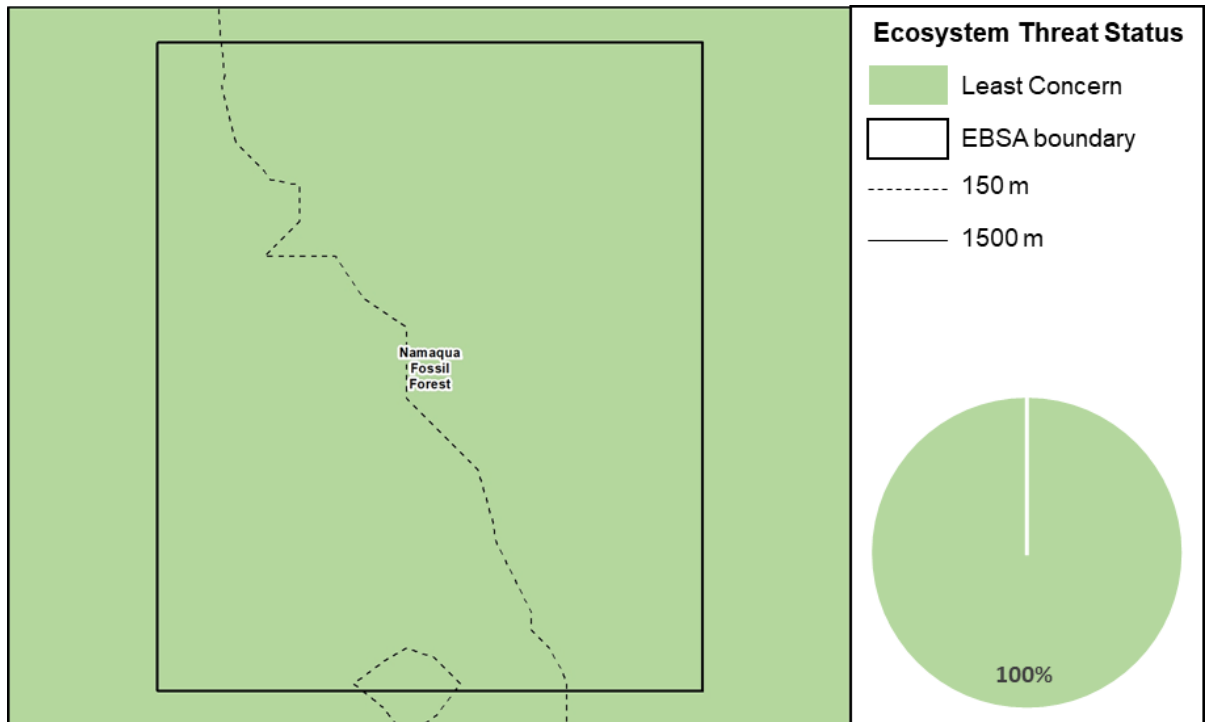 Namaqua
Fossil
Forest
Ecosystem Threat Status
Least Concern
EBSA boundary
150 m
1500 m
100%